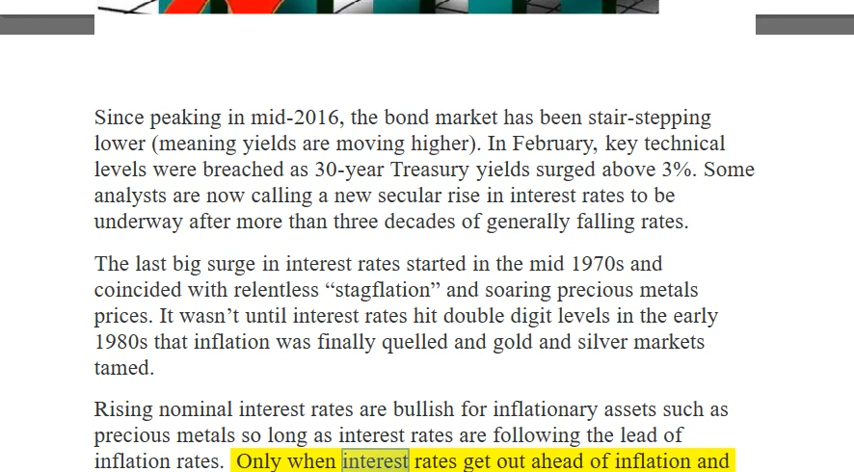 Since peaking in mid-2016, the bond market has been stair-stepping
lower (meaning yields are moving higher). In February, key technical
levels were breached as 30-year Treasury yields surged above 3%. Some
analysts are now calling a new secular rise in interest rates to be
underway after more than three decades of generally falling rates.
The last big surge in interest rates started in the mid 1970s and
coincided with relentless “stagflation” and soaring precious metals
prices. It wasn’t until interest rates hit double digit levels in the early
1980s that inflation was finally quelled and gold and silver markets
tamed.
Rising nominal interest rates are bullish for inflationary assets such as
precious metals so long as interest rates are following the lead of
inflation rates. Only when interest rates get out ahead of inflation and